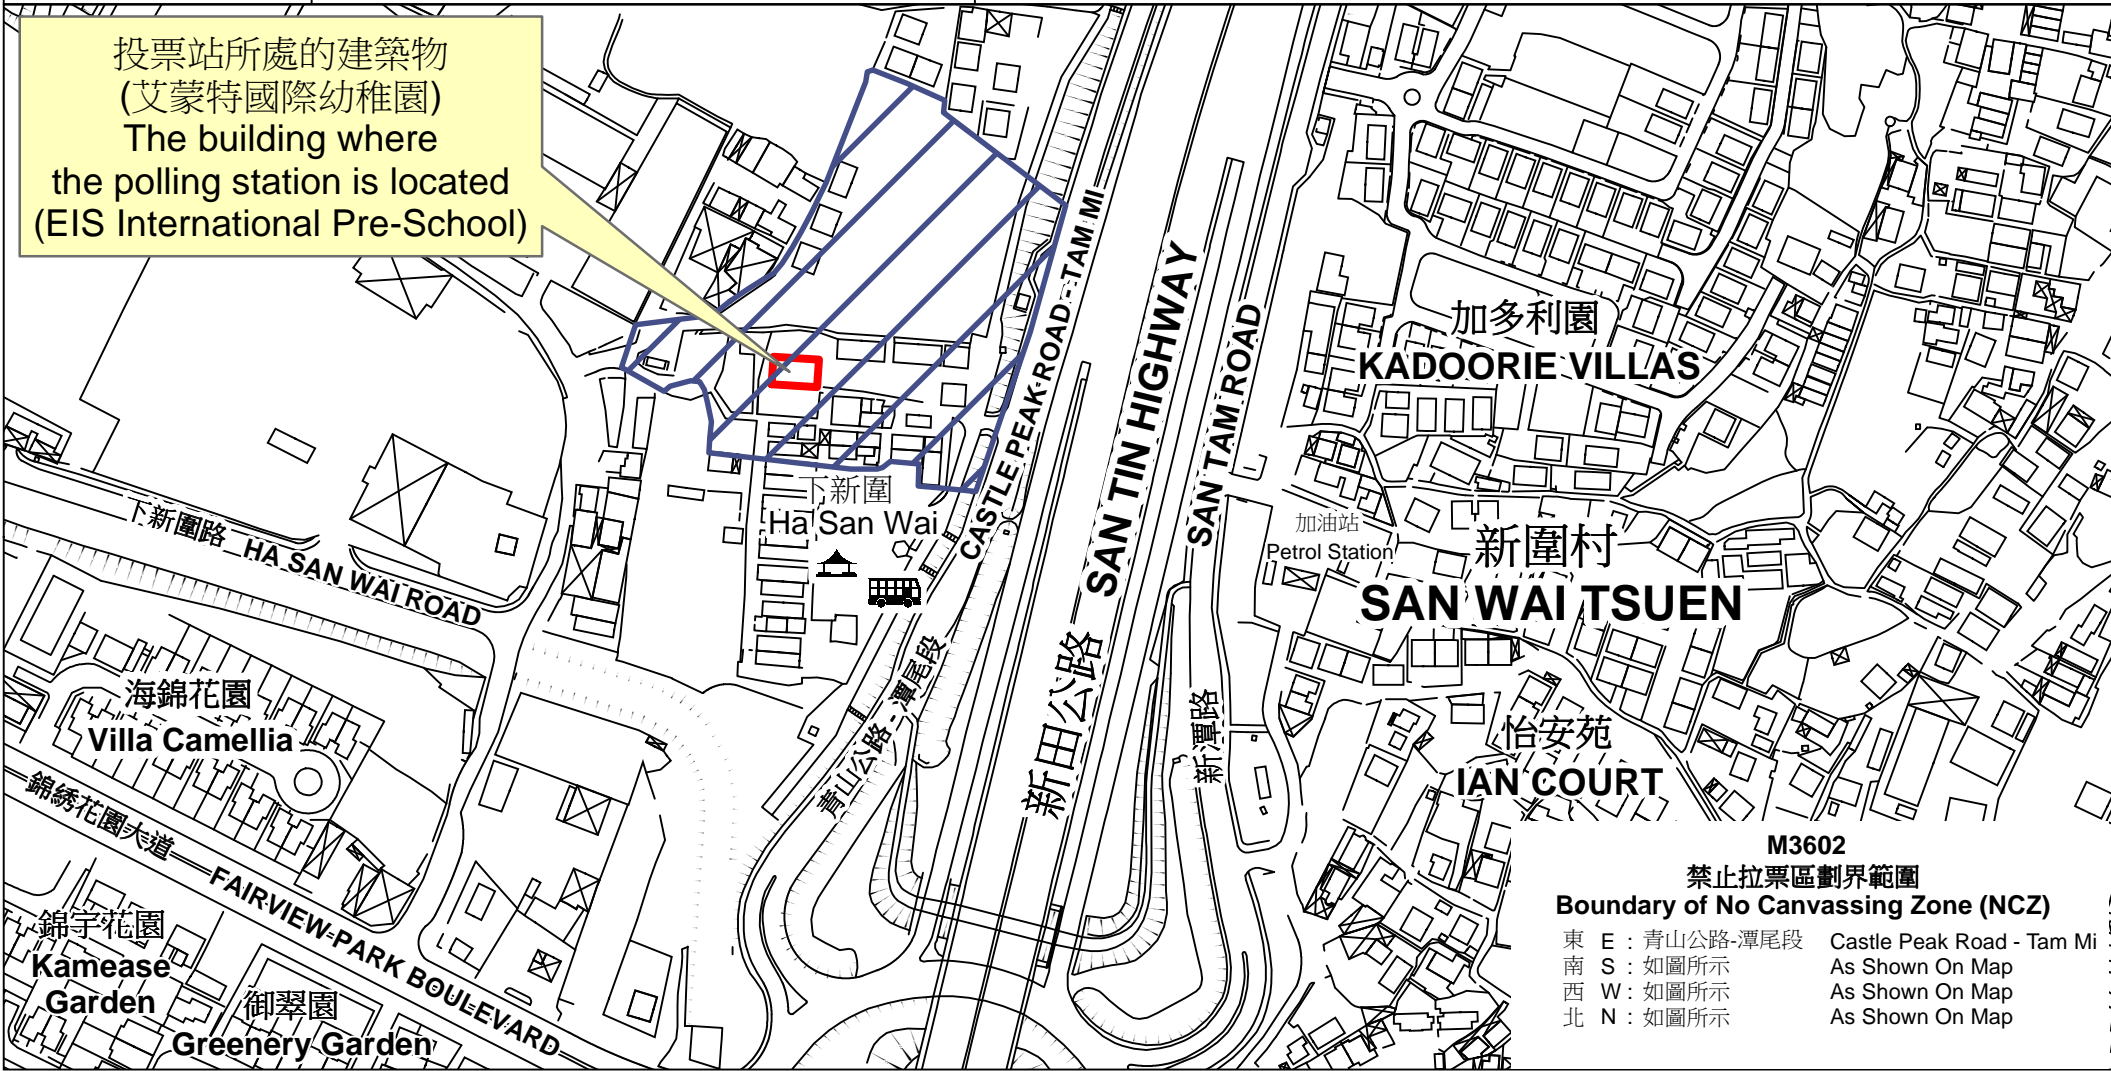 投票站所處的建築物
(艾蒙特國際幼稚園)
The building where
the polling station is located
(EIS International Pre-School)
CASTLE PEAK ROAD - TAM MI
SAN TIN HIGHWAY
SAN TAM ROAD
加多利園
KADOORIE VILLAS
下新圍
Ha San Wai
加油站
Petrol Station
新圍村
SAN WAI TSUEN
下新圍路 HA SAN WAI ROAD
青山公路 - 潭尾段
新田公路
新潭路
海錦花園
Villa Camellia
怡安苑
IAN COURT
錦綉花園大道 FAIRVIEW PARK BOULEVARD
錦宇花園
Kamease
Garden
御翠園
Greenery Garden
M3602
禁止拉票區劃界範圍
Boundary of No Canvassing Zone (NCZ)
東 E : 青山公路-潭尾段 Castle Peak Road - Tam Mi
南 S : 如圖所示 As Shown On Map
西 W : 如圖所示 As Shown On Map
北 N : 如圖所示 As Shown On Map